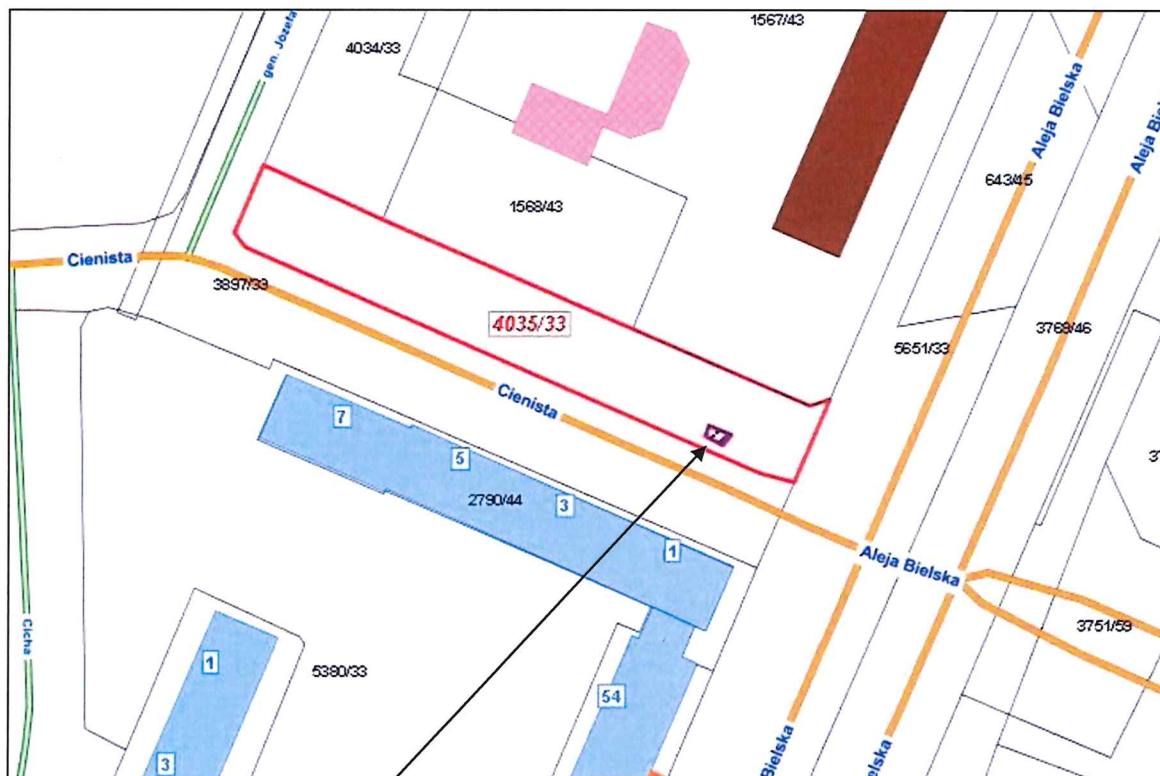 1567/43
4034/33
gen. Józefa
Aleja Bielska
Aleja Bielska
643/45
1568/43
Cienista
3897/33
4035/33
3769/46
5651/33
Cienista
7
5
3
2790/44
1
Aleja Bielska
3751/59
Cicha
1
5380/33
54
3
Bielska